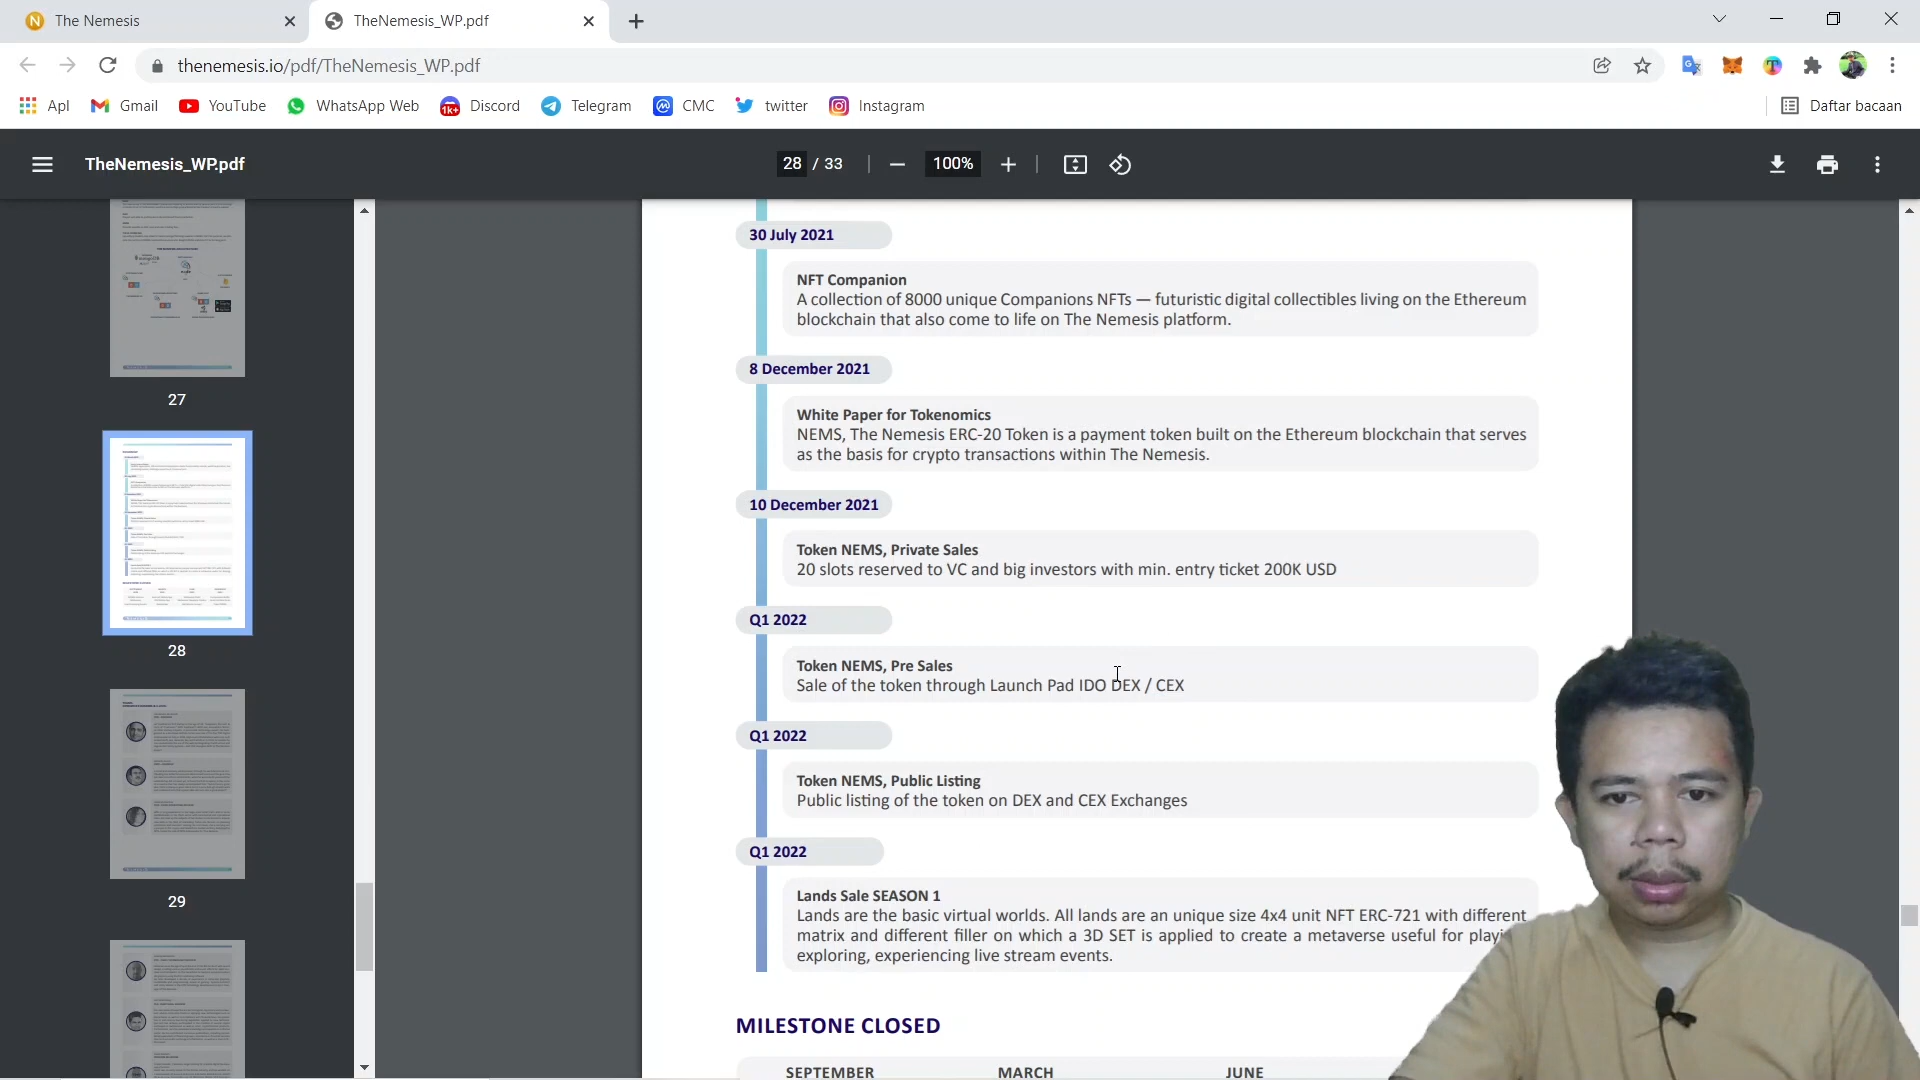 The Nemesis
TheNemesis_WP.pdf
thenemesis.io/pdf/TheNemesis_WP.pdf
Apl
Gmail
YouTube
WhatsApp Web
1k+
Discord
Telegram
CMC
twitter
Instagram
Daftar bacaan
TheNemesis_WP.pdf
28 / 33
100%
27
28
29
30 July 2021
NFT Companion
A collection of 8000 unique Companions NFTs — futuristic digital collectibles living on the Ethereum
blockchain that also come to life on The Nemesis platform.
8 December 2021
White Paper for Tokenomics
NEMS, The Nemesis ERC-20 Token is a payment token built on the Ethereum blockchain that serves
as the basis for crypto transactions within The Nemesis.
10 December 2021
Token NEMS, Private Sales
20 slots reserved to VC and big investors with min. entry ticket 200K USD
Q1 2022
Token NEMS, Pre Sales
Sale of the token through Launch Pad IDO DEX / CEX
Q1 2022
Token NEMS, Public Listing
Public listing of the token on DEX and CEX Exchanges
Q1 2022
Lands Sale SEASON 1
Lands are the basic virtual worlds. All lands are an unique size 4x4 unit NFT ERC-721 with different
matrix and different filler on which a 3D SET is applied to create a metaverse useful for
exploring, experiencing live stream events.
MILESTONE CLOSED
SEPTEMBER MARCH JUNE